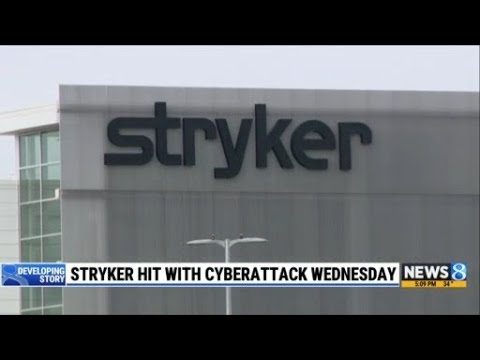 stryker
DEVELOPING
STORY
STRYKER HIT WITH CYBERATTACK WEDNESDAY
NEWS 8
5:09 PM 34°